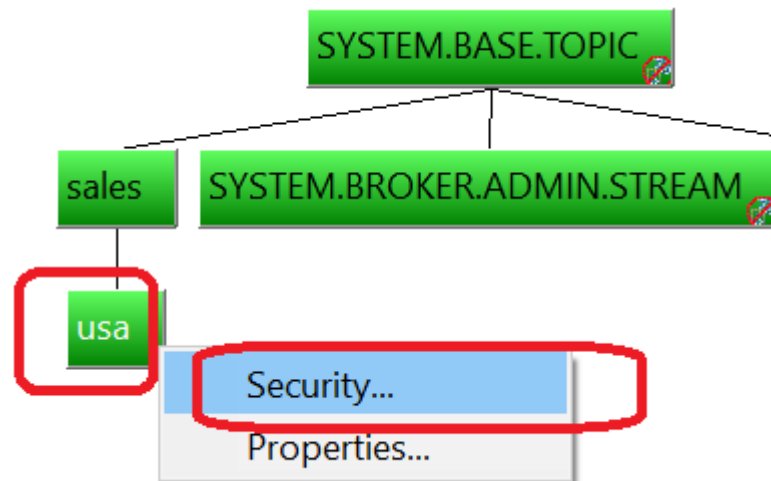 SYSTEM.BASE.TOPIC
sales
SYSTEM.BROKER.ADMIN.STREAM
usa
Security...
Properties...